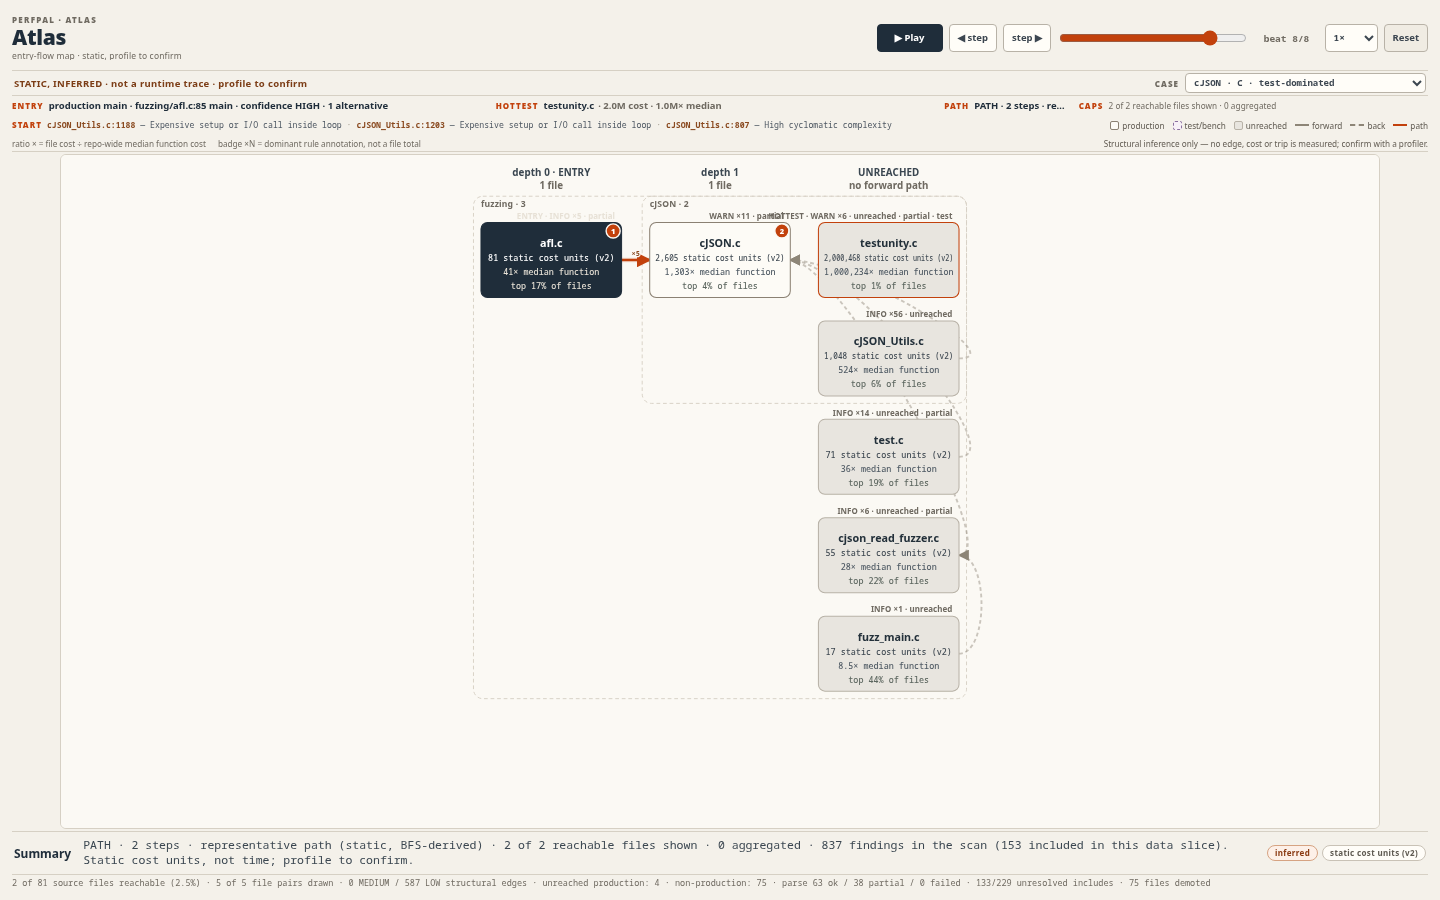 PERFPAL · ATLAS
Atlas
entry-flow map · static, profile to confirm
▶ Play
◀ step
step ▶
beat 8/8
1×
Reset
STATIC, INFERRED · not a runtime trace · profile to confirm
CASE cJSON · C · test-dominated
ENTRY production main · fuzzing/afl.c:85 main · confidence HIGH · 1 alternative
HOTTEST testunity.c · 2.0M cost · 1.0M× median
PATH PATH · 2 steps · re…
CAPS 2 of 2 reachable files shown · 0 aggregated
START cJSON_Utils.c:1188 — Expensive setup or I/O call inside loop · cJSON_Utils.c:1203 — Expensive setup or I/O call inside loop · cJSON_Utils.c:807 — High cyclomatic complexity
production test/bench unreached forward back path
ratio × = file cost ÷ repo-wide median function cost badge ×N = dominant rule annotation, not a file total
Structural inference only — no edge, cost or trip is measured; confirm with a profiler.
depth 0 · ENTRY
1 file
depth 1
1 file
UNREACHED
no forward path
fuzzing · 3
cJSON · 2
ENTRY · INFO ×5 · partial
afl.c
1
81 static cost units (v2)
41× median function
top 17% of files
×5
WARN ×11 · partial
cJSON.c
2
2,605 static cost units (v2)
1,303× median function
top 4% of files
HOTTEST · WARN ×6 · unreached · partial · test
testunity.c
2,000,468 static cost units (v2)
1,000,234× median function
top 1% of files
INFO ×56 · unreached
cJSON_Utils.c
1,048 static cost units (v2)
524× median function
top 6% of files
INFO ×14 · unreached · partial
test.c
71 static cost units (v2)
36× median function
top 19% of files
INFO ×6 · unreached · partial
cjson_read_fuzzer.c
55 static cost units (v2)
28× median function
top 22% of files
INFO ×1 · unreached
fuzz_main.c
17 static cost units (v2)
8.5× median function
top 44% of files
Summary
PATH · 2 steps · representative path (static, BFS-derived) · 2 of 2 reachable files shown · 0 aggregated · 837 findings in the scan (153 included in this data slice).
Static cost units, not time; profile to confirm.
inferred
static cost units (v2)
2 of 81 source files reachable (2.5%) · 5 of 5 file pairs drawn · 0 MEDIUM / 587 LOW structural edges · unreached production: 4 · non-production: 75 · parse 63 ok / 38 partial / 0 failed · 133/229 unresolved includes · 75 files demoted